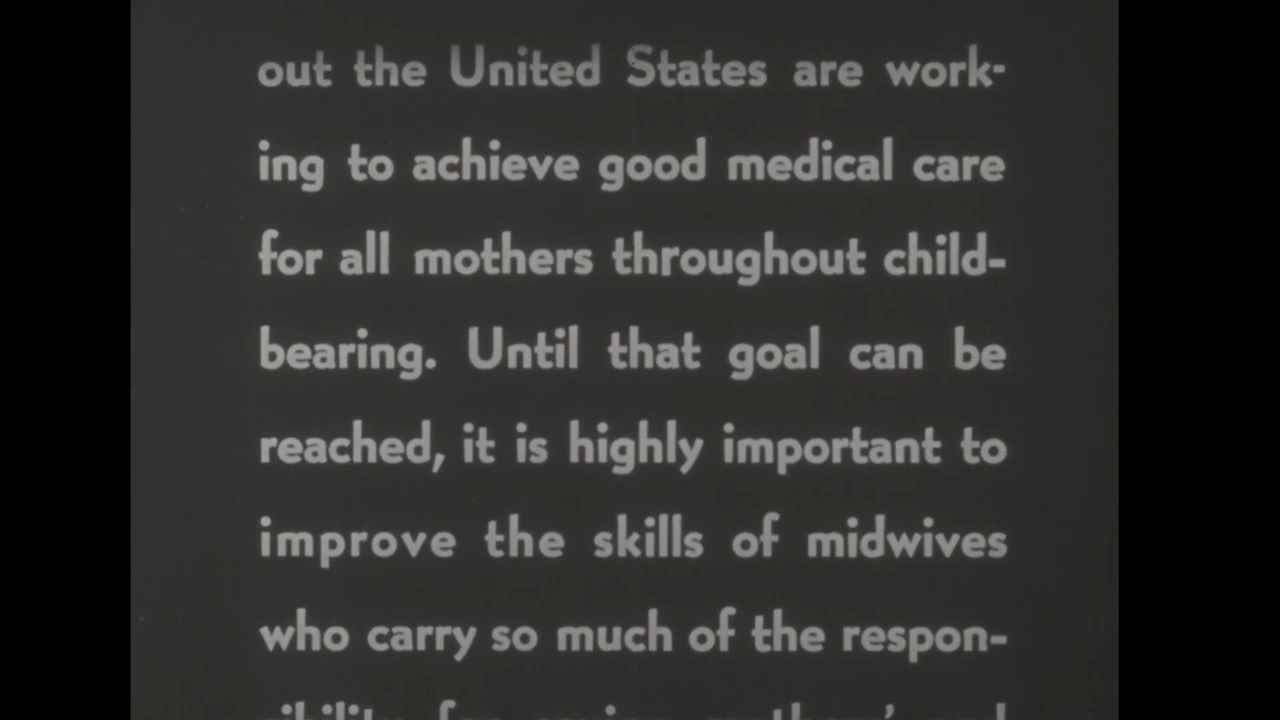 out the United States are work-
ing to achieve good medical care
for all mothers throughout child-
bearing. Until that goal can be
reached, it is highly important to
improve the skills of midwives
who carry so much of the respon-